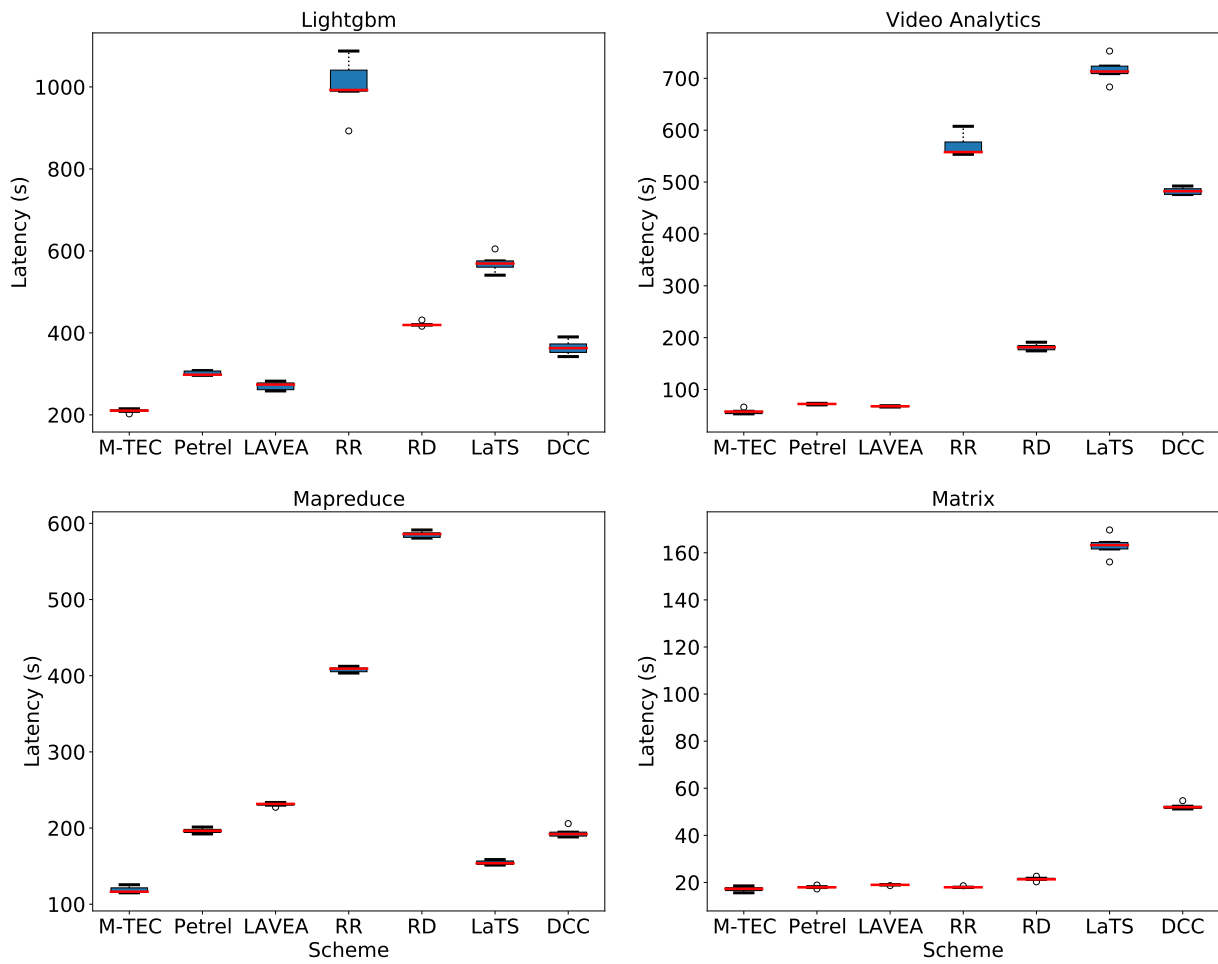 Lightgbm
1000
800
600
400
200
Latency (s)
M-TEC Petrel LAVEA RR RD LaTS DCC
Video Analytics
700
600
500
400
300
200
100
Latency (s)
M-TEC Petrel LAVEA RR RD LaTS DCC
Mapreduce
600
500
400
300
200
100
Latency (s)
M-TEC Petrel LAVEA RR RD LaTS DCC
Scheme
Matrix
160
140
120
100
80
60
40
20
Latency (s)
M-TEC Petrel LAVEA RR RD LaTS DCC
Scheme